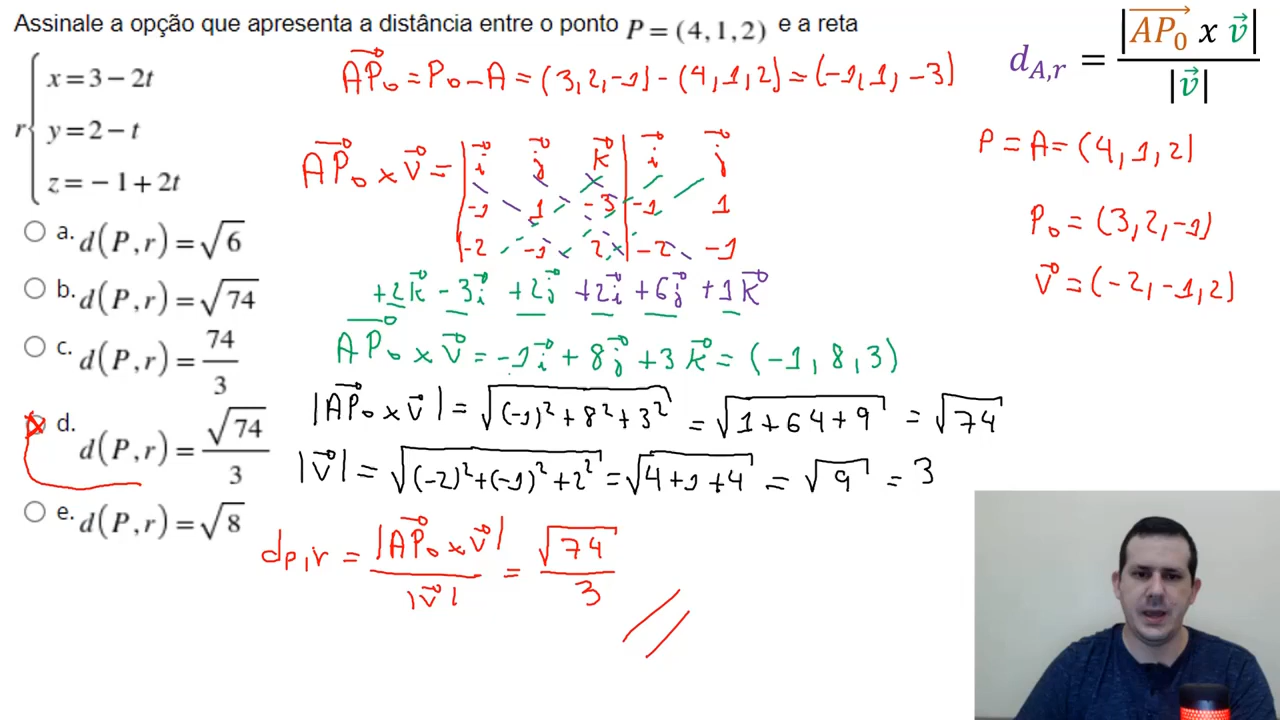 Assinale a opção que apresenta a distância entre o ponto P = (4,1,2) e a reta
r { x = 3 − 2t
y = 2 − t
z = − 1 + 2t
a. d(P,r) = √6
b. d(P,r) = √74
c. d(P,r) = 74/3
d. d(P,r) = √74/3
e. d(P,r) = √8
AP₀ = P₀ − A = (3,2,−1) − (4,1,2) = (−1,1,−3)
AP₀ x v = | i j k | i j
−1 1 −3 −1 1
−2 −1 2 −2 −1
+2k −3i +2j +2i +6j +1k
AP₀ x v = −1i + 8j + 3k = (−1, 8, 3)
|AP₀ x v| = √(−1)² + 8² + 3² = √1 + 64 + 9 = √74
|v| = √(−2)² + (−1)² + 2² = √4 + 1 + 4 = √9 = 3
dP,r = |AP₀ x v| / |v| = √74 / 3
d_A,r = |AP₀ x v| / |v|
P = A = (4,1,2)
P₀ = (3,2,−1)
v = (−2,−1,2)